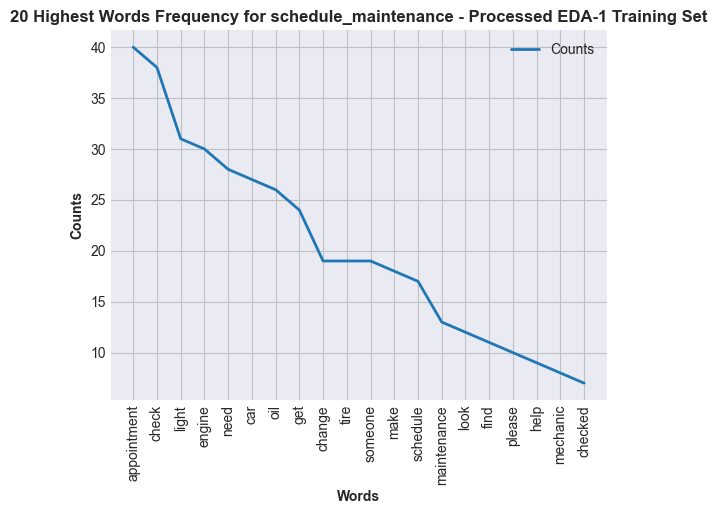 20 Highest Words Frequency for schedule_maintenance - Processed EDA-1 Training Set
Counts
40
35
30
25
20
15
10
Counts
appointment
check
light
engine
need
car
oil
get
change
tire
someone
make
schedule
maintenance
look
find
please
help
mechanic
checked
Words